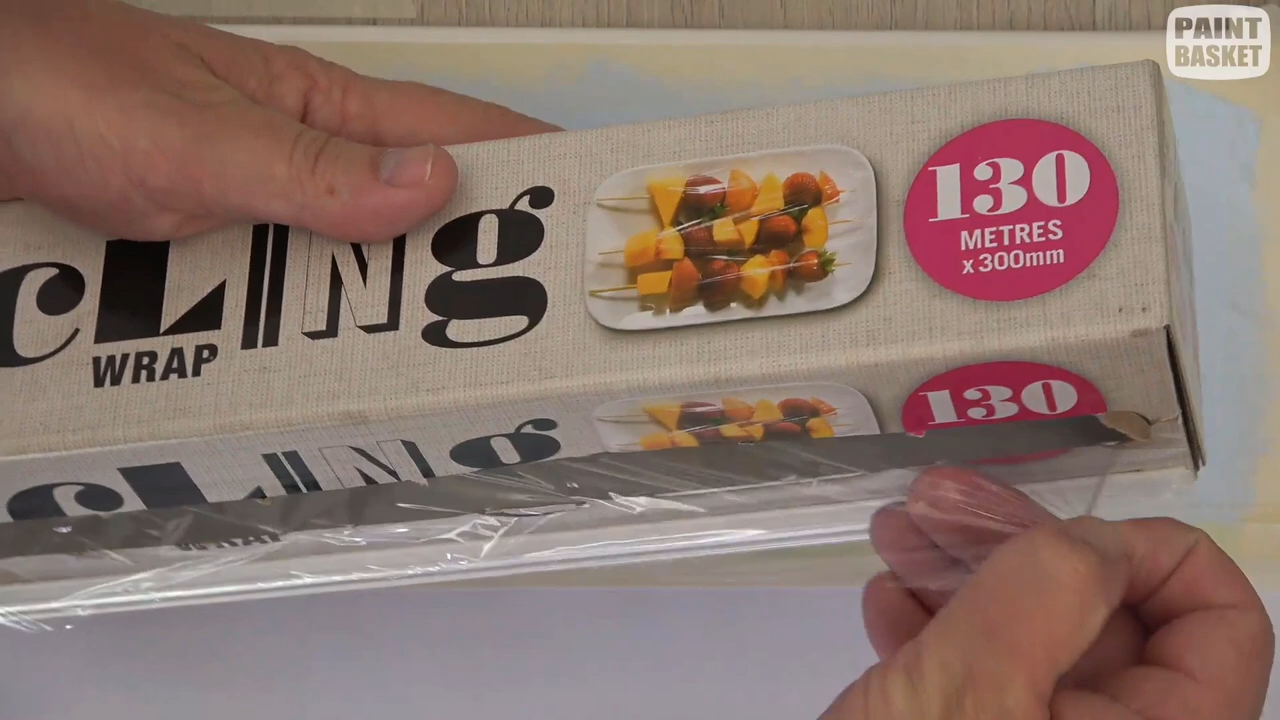 PAINT
BASKET
cLINg
WRAP
130
METRES
x 300mm
cLINg
130